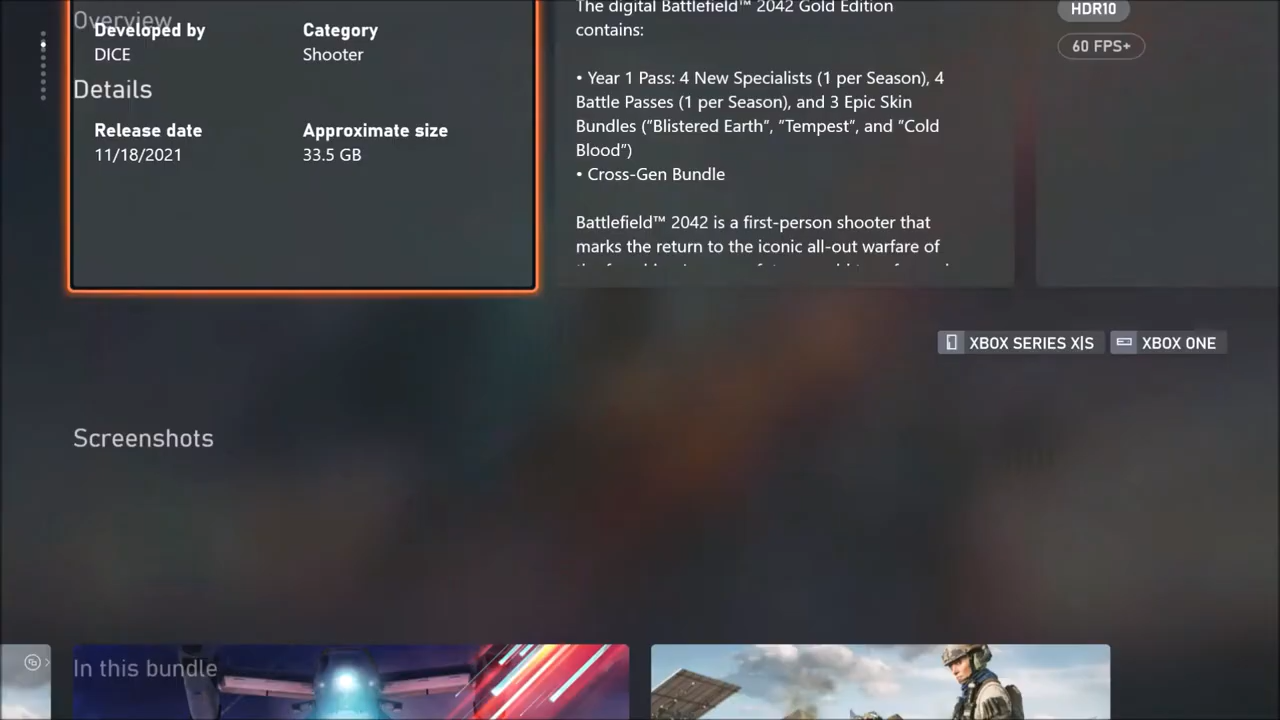 Overview
Developed by
DICE
Category
Shooter
Details
Release date
11/18/2021
Approximate size
33.5 GB
The digital Battlefield™ 2042 Gold Edition
contains:
• Year 1 Pass: 4 New Specialists (1 per Season), 4
Battle Passes (1 per Season), and 3 Epic Skin
Bundles ("Blistered Earth", "Tempest", and "Cold
Blood")
• Cross-Gen Bundle
Battlefield™ 2042 is a first-person shooter that
marks the return to the iconic all-out warfare of
HDR10
60 FPS+
XBOX SERIES X|S
XBOX ONE
Screenshots
In this bundle